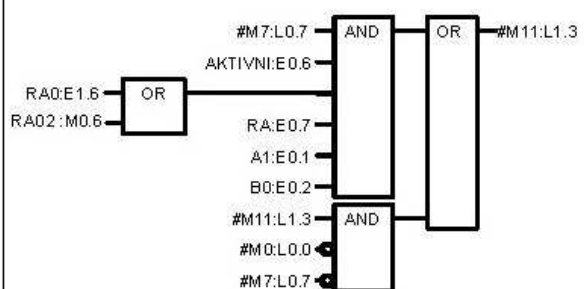 #M7:L0.7 AND OR #M11:L1.3
AKTIVNI:E0.6
RA0:E1.6 OR
RA02:M0.6
RA:E0.7
A1:E0.1
B0:E0.2
#M11:L1.3 AND
#M0:L0.0
#M7:L0.7